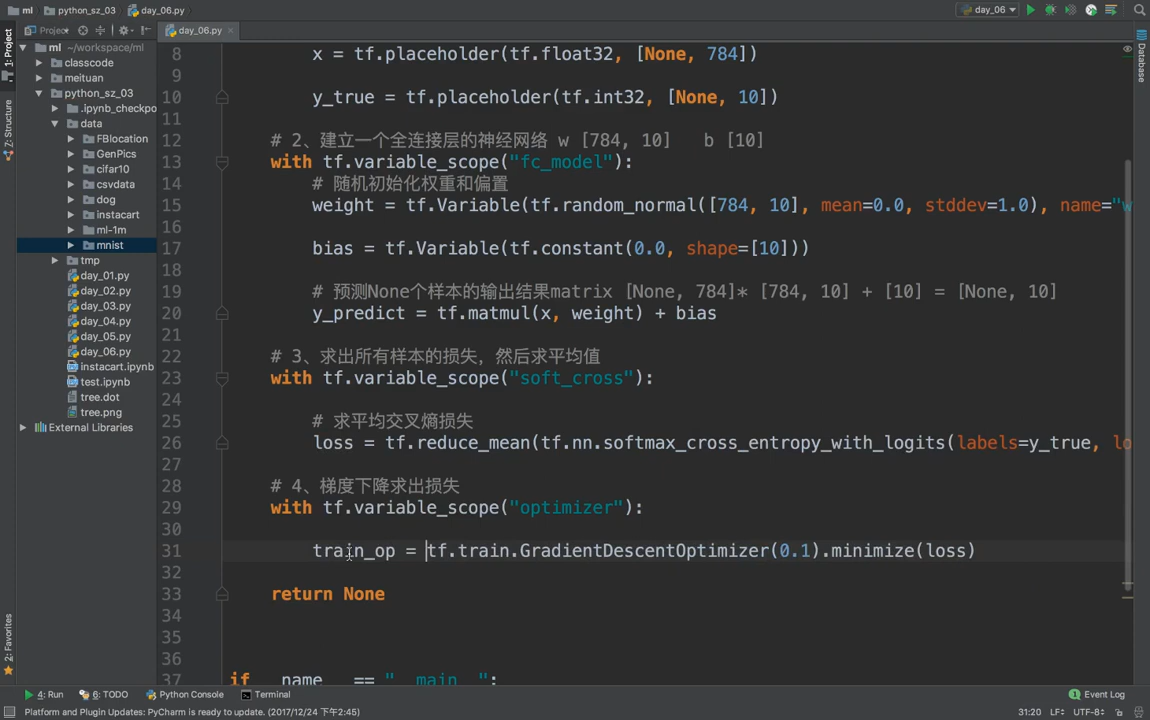 ml
python_sz_03
day_06.py
day_06
Project
day_06.py
1: Project
Z: Structure
2: Favorites
Database
ml ~/workspace/ml
classcode
meituan
python_sz_03
.ipynb_checkpo
data
FBlocation
GenPics
cifar10
csvdata
dog
instacart
ml-1m
mnist
tmp
day_01.py
day_02.py
day_03.py
day_04.py
day_05.py
day_06.py
instacart.ipynb
test.ipynb
tree.dot
tree.png
External Libraries
8 x = tf.placeholder(tf.float32, [None, 784])
9
10 y_true = tf.placeholder(tf.int32, [None, 10])
11
12 # 2、建立一个全连接层的神经网络 w [784, 10] b [10]
13 with tf.variable_scope("fc_model"):
14 # 随机初始化权重和偏置
15 weight = tf.Variable(tf.random_normal([784, 10], mean=0.0, stddev=1.0), name="w
16
17 bias = tf.Variable(tf.constant(0.0, shape=[10]))
18
19 # 预测None个样本的输出结果matrix [None, 784]* [784, 10] + [10] = [None, 10]
20 y_predict = tf.matmul(x, weight) + bias
21
22 # 3、求出所有样本的损失，然后求平均值
23 with tf.variable_scope("soft_cross"):
24
25 # 求平均交叉熵损失
26 loss = tf.reduce_mean(tf.nn.softmax_cross_entropy_with_logits(labels=y_true, lo
27
28 # 4、梯度下降求出损失
29 with tf.variable_scope("optimizer"):
30
31 train_op = tf.train.GradientDescentOptimizer(0.1).minimize(loss)
32
33 return None
34
35
36
37 if __name__ == "__main__":
4: Run
6: TODO
Python Console
Terminal
1 Event Log
Platform and Plugin Updates: PyCharm is ready to update. (2017/12/24 下午2:45)
31:20 LF÷ UTF-8÷